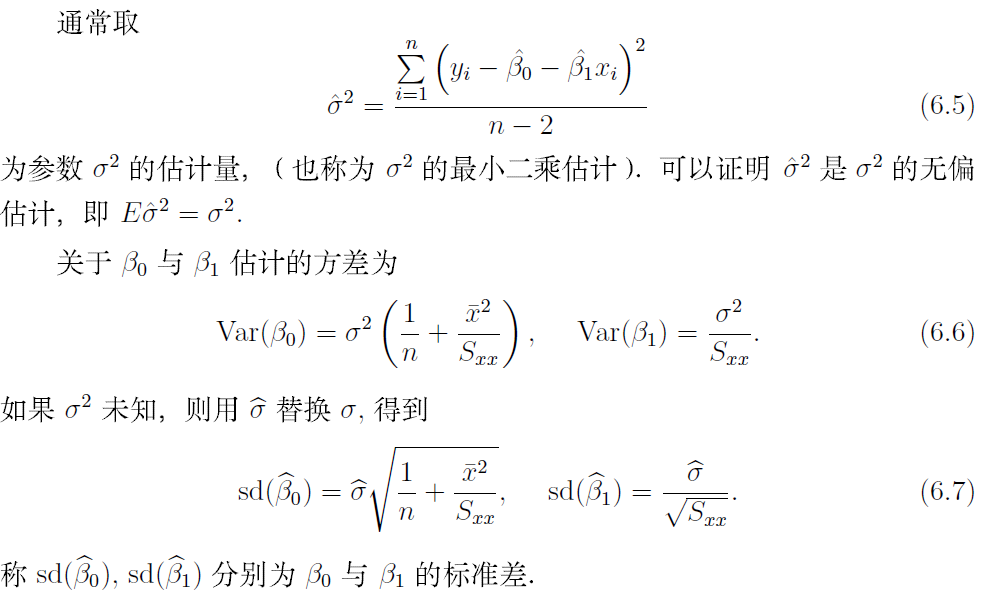 通常取
$$\hat{\sigma}^2 = \frac{\sum\limits_{i=1}^{n} \left(y_i - \hat{\beta}_0 - \hat{\beta}_1 x_i\right)^2}{n-2} \quad (6.5)$$
为参数 $\sigma^2$ 的估计量,（也称为 $\sigma^2$ 的最小二乘估计）. 可以证明 $\hat{\sigma}^2$ 是 $\sigma^2$ 的无偏
估计, 即 $E\hat{\sigma}^2 = \sigma^2$.
关于 $\beta_0$ 与 $\beta_1$ 估计的方差为
$$\mathrm{Var}(\beta_0) = \sigma^2 \left(\frac{1}{n} + \frac{\bar{x}^2}{S_{xx}}\right), \quad \mathrm{Var}(\beta_1) = \frac{\sigma^2}{S_{xx}}. \quad (6.6)$$
如果 $\sigma^2$ 未知, 则用 $\widehat{\sigma}$ 替换 $\sigma$, 得到
$$\mathrm{sd}(\widehat{\beta}_0) = \widehat{\sigma} \sqrt{\frac{1}{n} + \frac{\bar{x}^2}{S_{xx}}}, \quad \mathrm{sd}(\widehat{\beta}_1) = \frac{\widehat{\sigma}}{\sqrt{S_{xx}}}. \quad (6.7)$$
称 $\mathrm{sd}(\widehat{\beta}_0)$, $\mathrm{sd}(\widehat{\beta}_1)$ 分别为 $\beta_0$ 与 $\beta_1$ 的标准差.